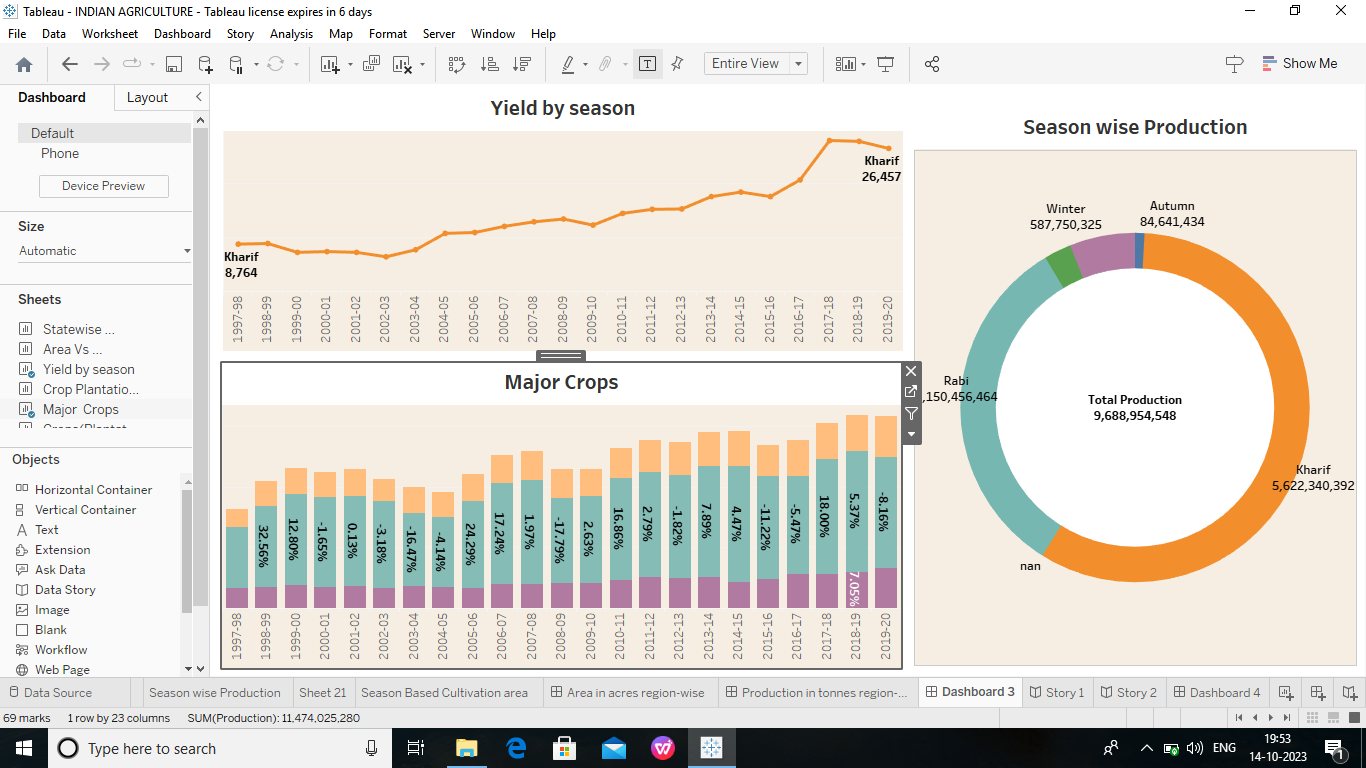 Tableau - INDIAN AGRICULTURE - Tableau license expires in 6 days
File Data Worksheet Dashboard Story Analysis Map Format Server Window Help
Entire View
Show Me
Dashboard Layout
Default
Phone
Device Preview
Size
Automatic
Sheets
Statewise ...
Area Vs ...
Yield by season
Crop Plantatio...
Major Crops
Objects
Horizontal Container
Vertical Container
Text
Extension
Ask Data
Data Story
Image
Blank
Workflow
Web Page
Yield by season
Kharif
8,764
Kharif
26,457
1997-98 1998-99 1999-00 2000-01 2001-02 2002-03 2003-04 2004-05 2005-06 2006-07 2007-08 2008-09 2009-10 2010-11 2011-12 2012-13 2013-14 2014-15 2015-16 2016-17 2017-18 2018-19 2019-20
Major Crops
32.56% 12.80% -1.65% 0.13% -3.18% -16.47% -4.14% 24.29% 17.24% 1.97% -17.79% 2.63% 16.86% 2.79% -1.82% 7.89% 4.47% -11.22% -5.47% 18.00% 5.37% -8.16%
7.05%
1997-98 1998-99 1999-00 2000-01 2001-02 2002-03 2003-04 2004-05 2005-06 2006-07 2007-08 2008-09 2009-10 2010-11 2011-12 2012-13 2013-14 2014-15 2015-16 2016-17 2017-18 2018-19 2019-20
Season wise Production
Winter
587,750,325
Autumn
84,641,434
Rabi
,150,456,464
Total Production
9,688,954,548
Kharif
5,622,340,392
nan
Data Source Season wise Production Sheet 21 Season Based Cultivation area Area in acres region-wise Production in tonnes region-... Dashboard 3 Story 1 Story 2 Dashboard 4
69 marks 1 row by 23 columns SUM(Production): 11,474,025,280
Type here to search
ENG
19:53
14-10-2023
1